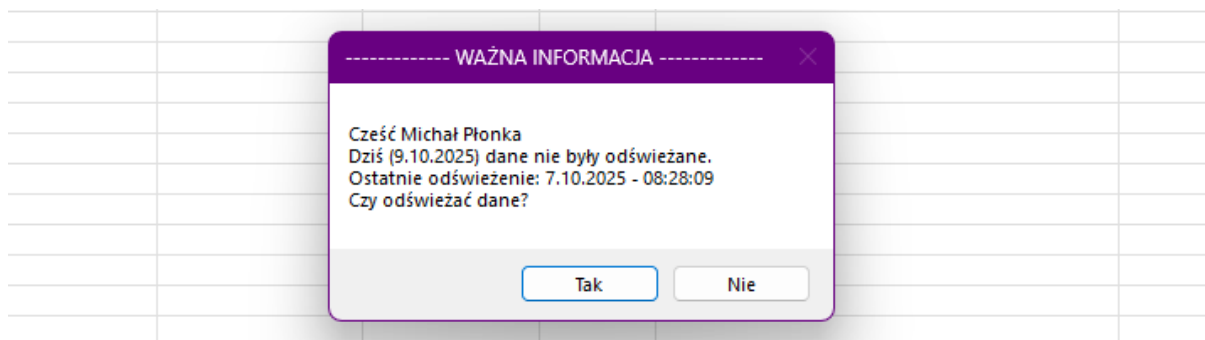 ------------- WAŻNA INFORMACJA -------------
Cześć Michał Płonka
Dziś (9.10.2025) dane nie były odświeżane.
Ostatnie odświeżenie: 7.10.2025 - 08:28:09
Czy odświeżać dane?
Tak
Nie